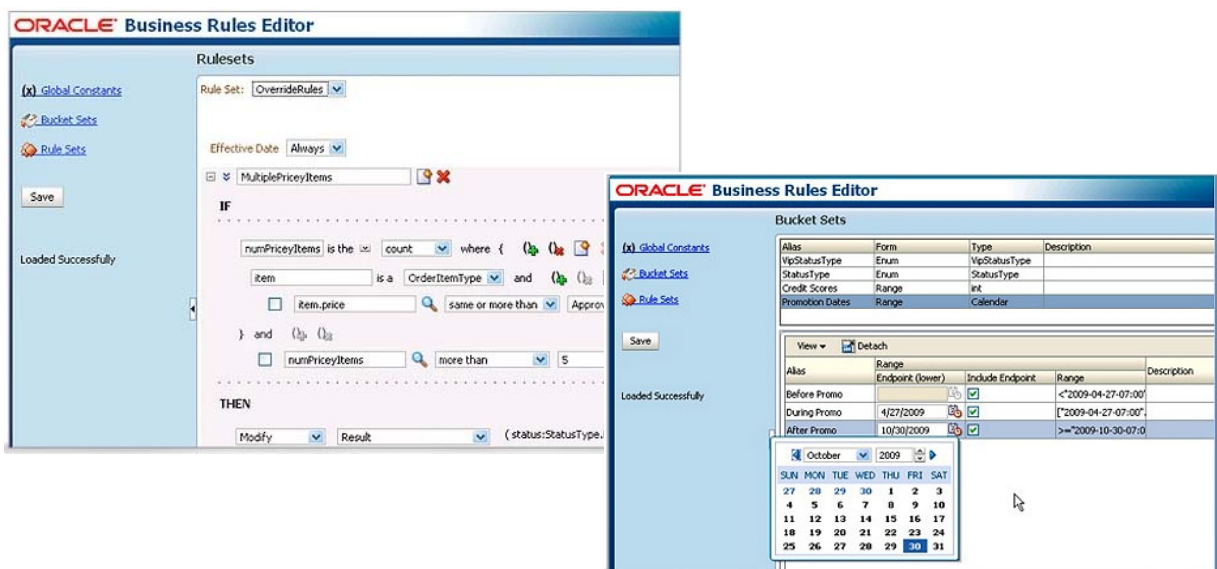 ORACLE Business Rules Editor
Rulesets
(x) Global Constants
Bucket Sets
Rule Sets
Save
Loaded Successfully
Rule Set: OverrideRules
Effective Date Always
MultiplePriceyItems
IF
numPriceyItems is the count where {
item is a OrderItemType and
item.price same or more than Approv
} and
numPriceyItems more than 5
THEN
Modify Result (status:StatusType.
ORACLE Business Rules Editor
Bucket Sets
(x) Global Constants
Bucket Sets
Rule Sets
Save
Loaded Successfully
Alias Form Type Description
VipStatusType Enum VipStatusType
StatusType Enum StatusType
Credit Scores Range int
Promotion Dates Range Calendar
View Detach
Alias Range Description
Endpoint (lower) Include Endpoint Range
Before Promo <"2009-04-27-07:00"
During Promo 4/27/2009 ["2009-04-27-07:00".
After Promo 10/30/2009 >="2009-10-30-07:0
October 2009
SUN MON TUE WED THU FRI SAT
27 28 29 30 1 2 3
4 5 6 7 8 9 10
11 12 13 14 15 16 17
18 19 20 21 22 23 24
25 26 27 28 29 30 31